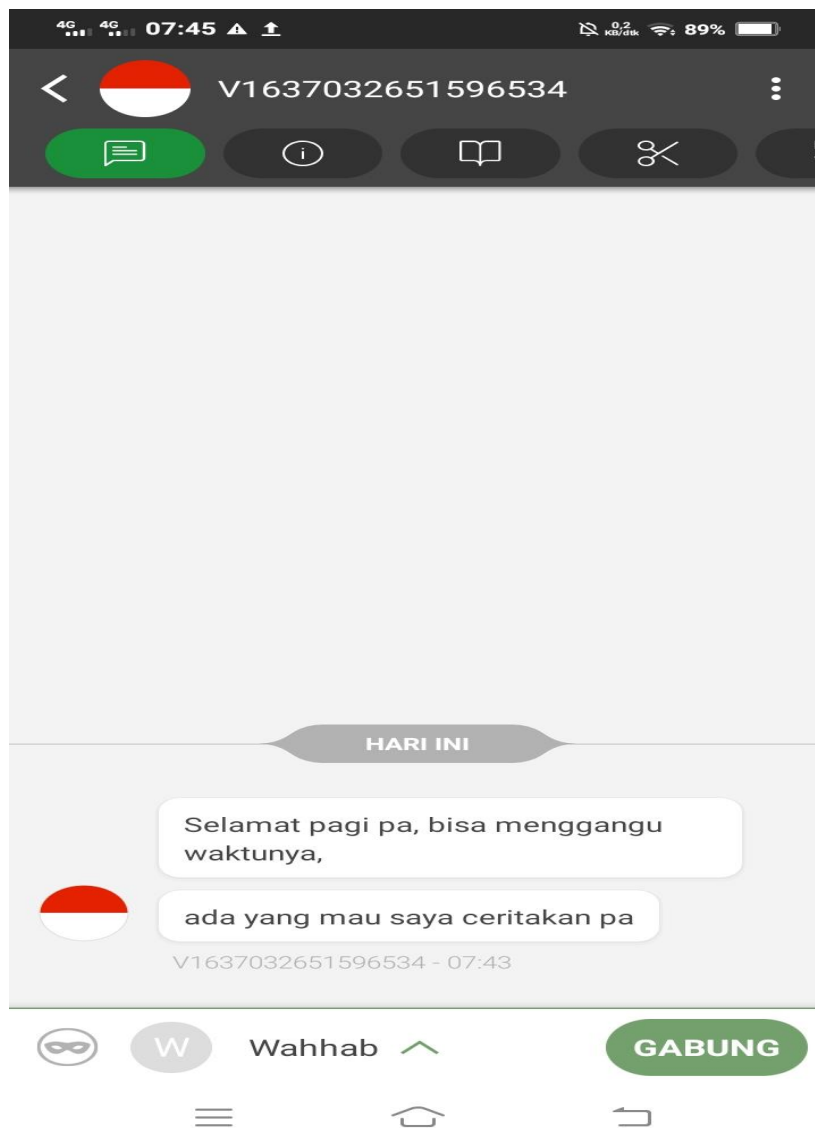 4G 4G 07:45 0,2 KB/dtk 89%
V1637032651596534
HARI INI
Selamat pagi pa, bisa menggangu
waktunya,
ada yang mau saya ceritakan pa
V1637032651596534 - 07:43
W Wahhab GABUNG